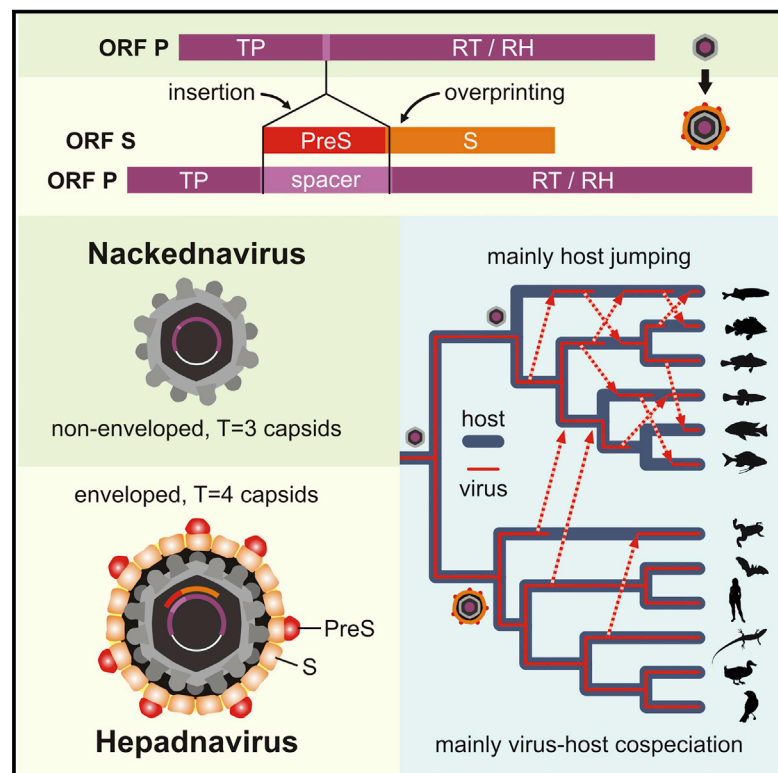 ORF P TP RT / RH
insertion overprinting
ORF S PreS S
ORF P TP spacer RT / RH
Nackednavirus
non-enveloped, T=3 capsids
enveloped, T=4 capsids
PreS
S
Hepadnavirus
mainly host jumping
host
virus
mainly virus-host cospeciation